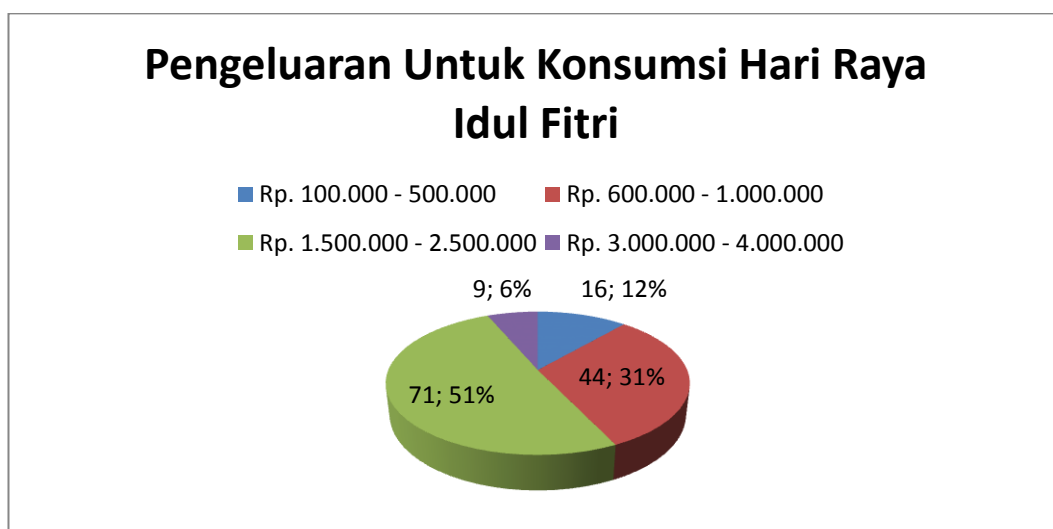 Pengeluaran Untuk Konsumsi Hari Raya
Idul Fitri
Rp. 100.000 - 500.000
Rp. 600.000 - 1.000.000
Rp. 1.500.000 - 2.500.000
Rp. 3.000.000 - 4.000.000
9; 6%
16; 12%
44; 31%
71; 51%